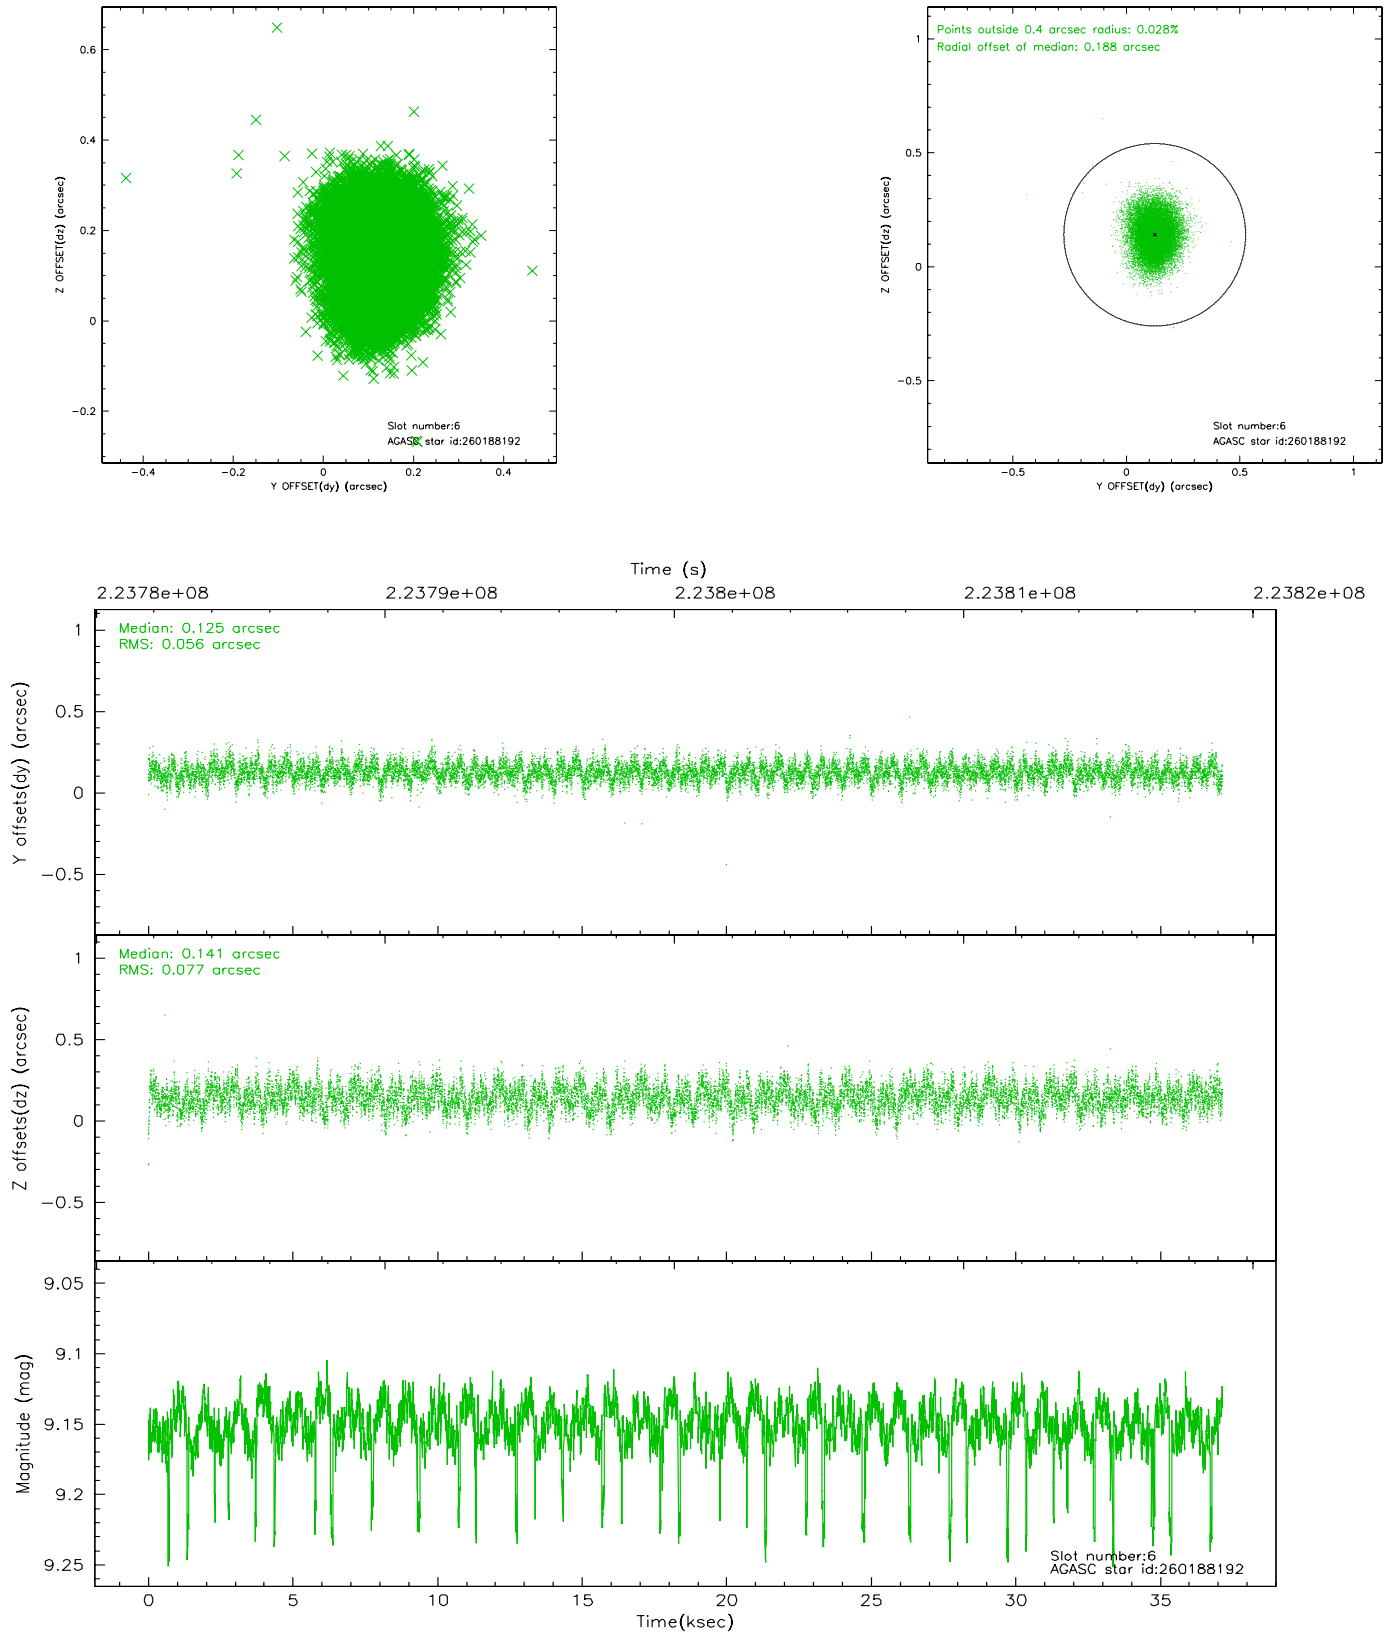 0.6
0.4
0.2
0
−0.2
Z OFFSET(dz) (arcsec)
Slot number:6
AGASC star id:260188192
−0.4
−0.2
0
0.2
0.4
Y OFFSET(dy) (arcsec)
Points outside 0.4 arcsec radius: 0.028%
Radial offset of median: 0.188 arcsec
1
0.5
0
−0.5
Z OFFSET(dz) (arcsec)
Slot number:6
AGASC star id:260188192
−0.5
0
0.5
1
Y OFFSET(dy) (arcsec)
Time (s)
2.2378e+08
2.2379e+08
2.238e+08
2.2381e+08
2.2382e+08
Median: 0.125 arcsec
RMS: 0.056 arcsec
1
0.5
0
−0.5
Y offsets(dy) (arcsec)
Median: 0.141 arcsec
RMS: 0.077 arcsec
1
0.5
0
−0.5
Z offsets(dz) (arcsec)
9.05
9.1
9.15
9.2
9.25
Magnitude (mag)
Slot number:6
AGASC star id:260188192
0
5
10
15
20
25
30
35
Time(ksec)